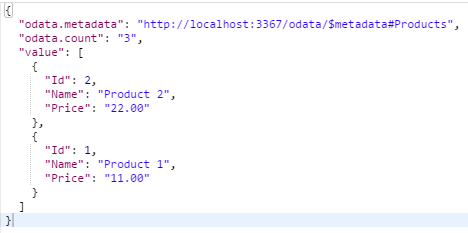 {
  "odata.metadata": "http://localhost:3367/odata/$metadata#Products",
  "odata.count": "3",
  "value": [
    {
      "Id": 2,
      "Name": "Product 2",
      "Price": "22.00"
    },
    {
      "Id": 1,
      "Name": "Product 1",
      "Price": "11.00"
    }
  ]
}